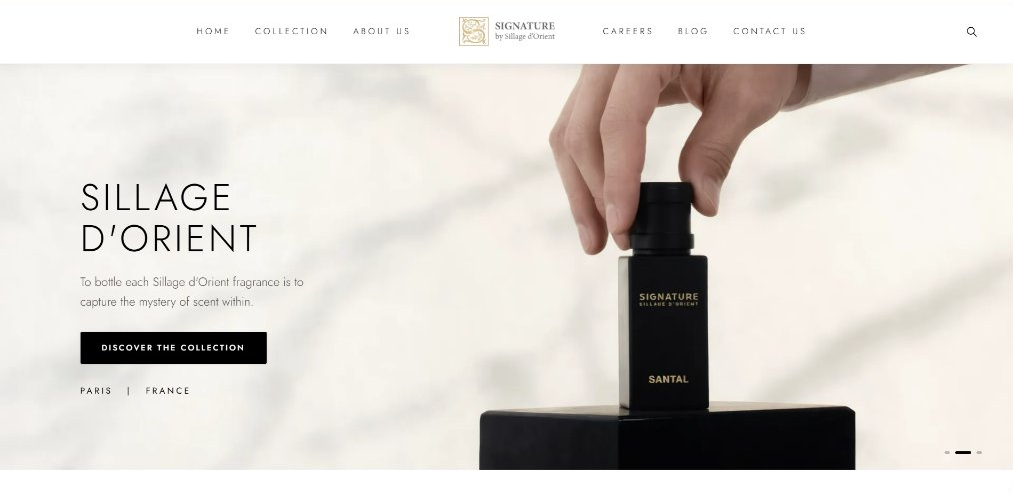 HOME
COLLECTION
ABOUT US
SIGNATURE
by Sillage d'Orient
CAREERS
BLOG
CONTACT US
SILLAGE
D'ORIENT
To bottle each Sillage d'Orient fragrance is to
capture the mystery of scent within.
DISCOVER THE COLLECTION
PARIS | FRANCE
SIGNATURE
SILLAGE D'ORIENT
SANTAL